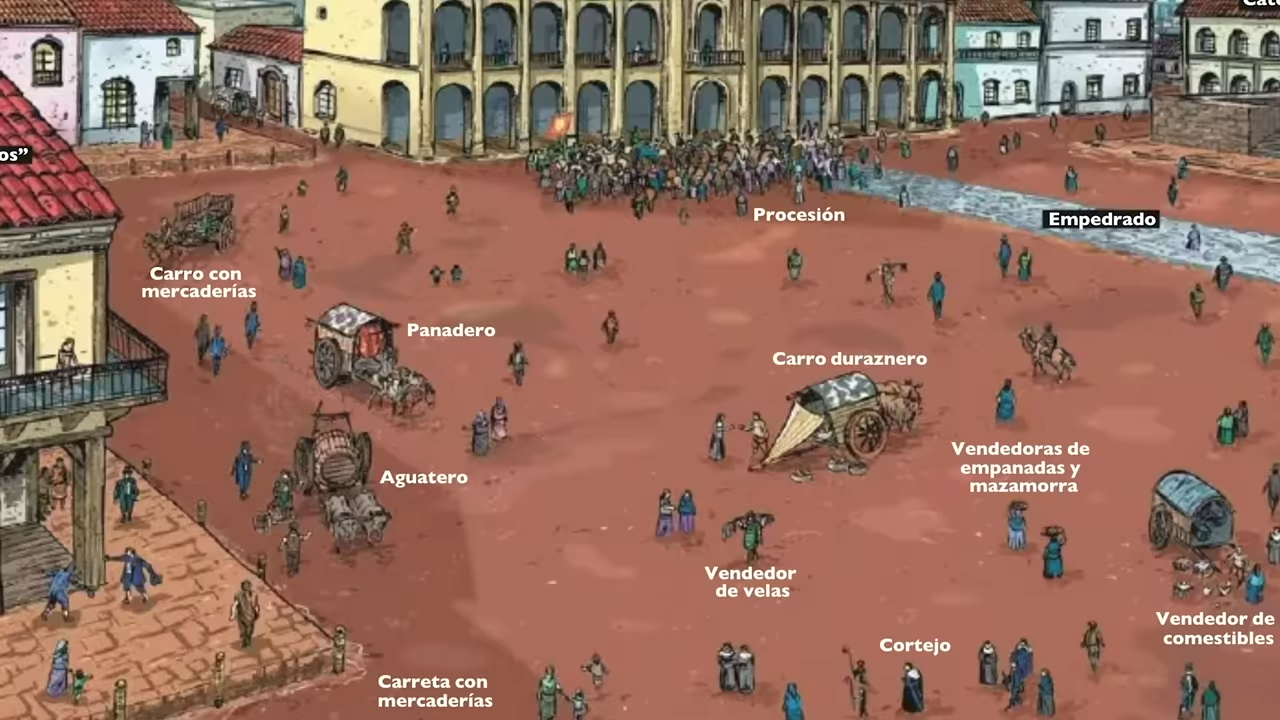 os”
Procesión
Empedrado
Carro con
mercaderías
Panadero
Carro duraznero
Vendedoras de
empanadas y
mazamorra
Aguatero
Vendedor
de velas
Vendedor de
comestibles
Cortejo
Carreta con
mercaderías